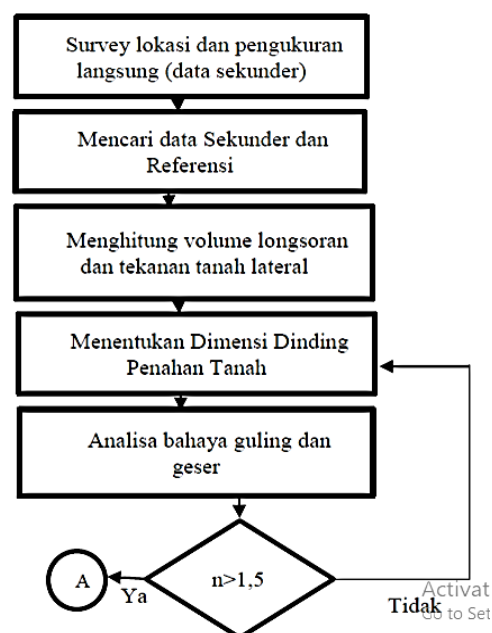 Survey lokasi dan pengukuran
langsung (data sekunder)
Mencari data Sekunder dan
Referensi
Menghitung volume longsoran
dan tekanan tanah lateral
Menentukan Dimensi Dinding
Penahan Tanah
Analisa bahaya guling dan
geser
n>1,5
A
Ya
Tidak
Activat
to Set